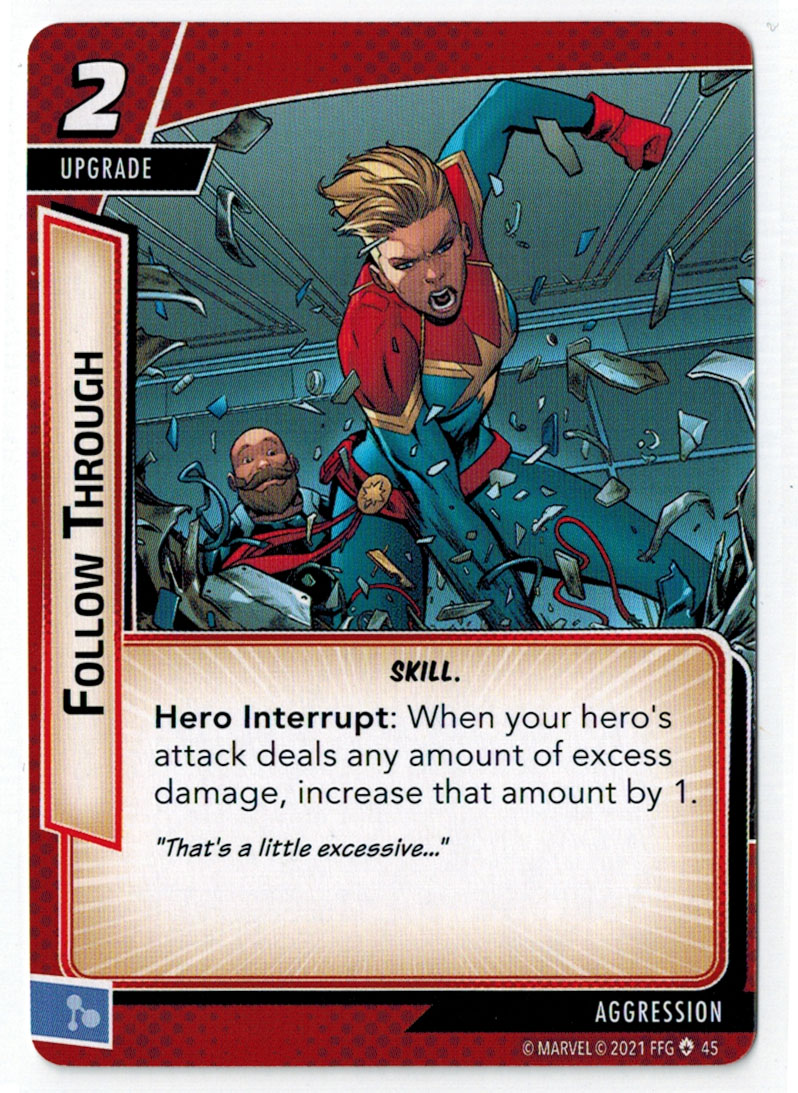 2
UPGRADE
FOLLOW THROUGH
SKILL.
Hero Interrupt: When your hero's
attack deals any amount of excess
damage, increase that amount by 1.
"That's a little excessive..."
AGGRESSION
© MARVEL © 2021 FFG 45